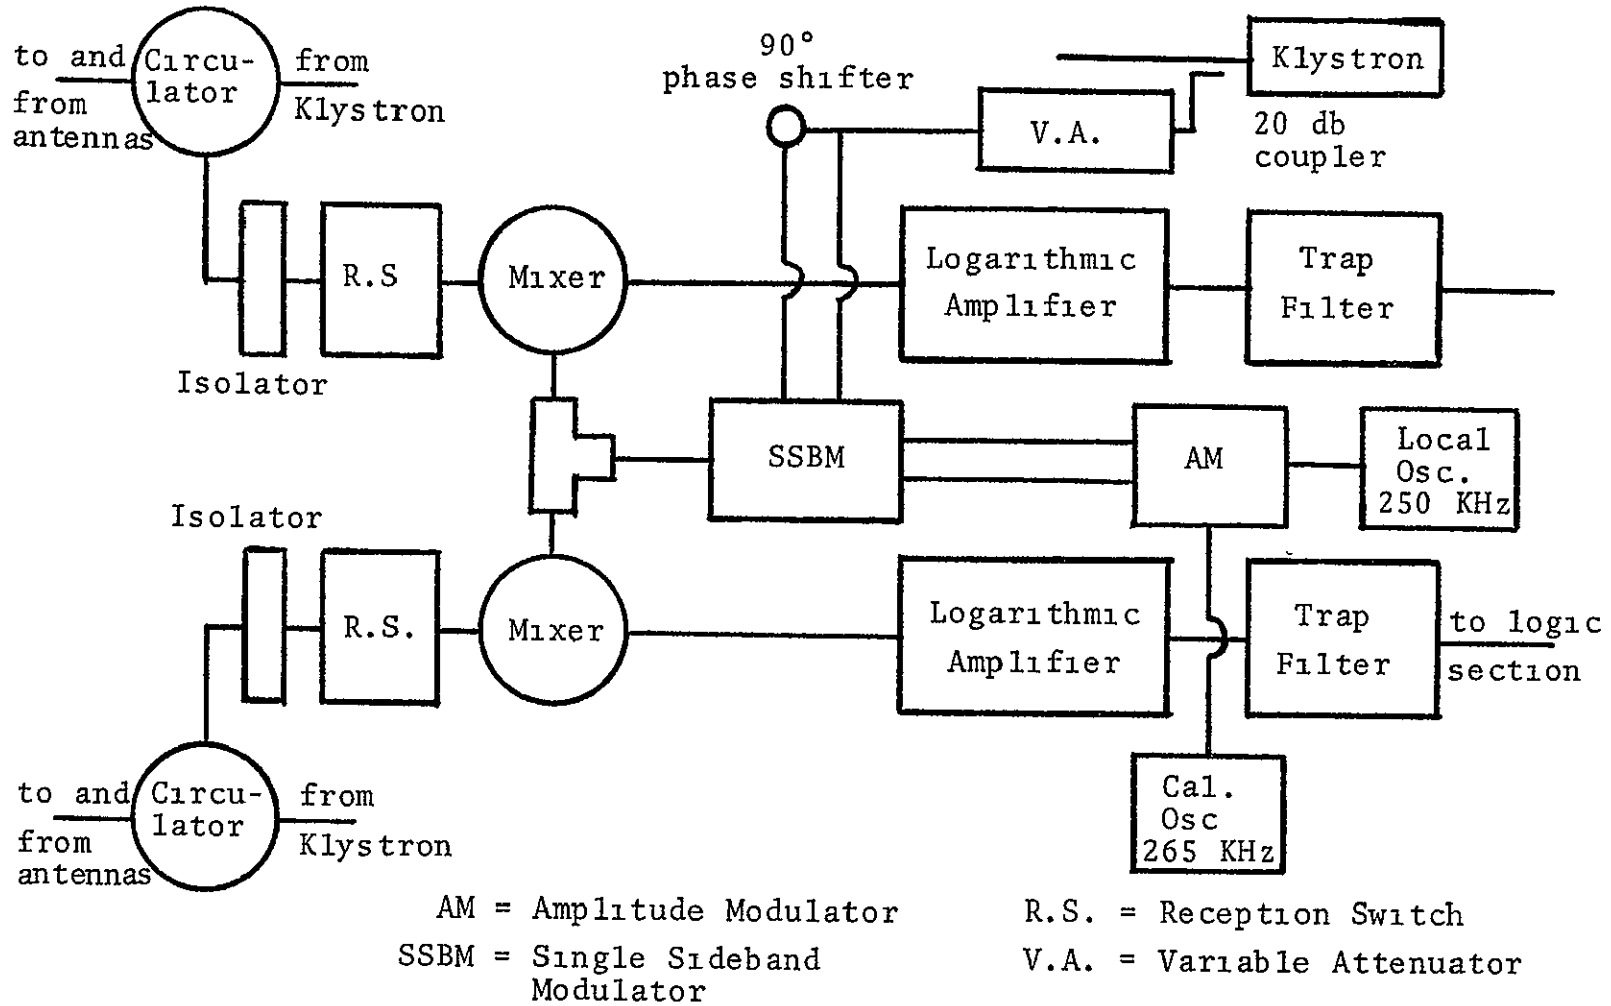 to and
from
antennas
Circu-
lator
from
Klystron
90°
phase shifter
V.A.
Klystron
20 db
coupler
Isolator
R.S
Mixer
Logarithmic
Amplifier
Trap
Filter
SSBM
AM
Local
Osc.
250 KHz
Isolator
R.S.
Mixer
Logarithmic
Amplifier
Trap
Filter
to logic
section
to and
from
antennas
Circu-
lator
from
Klystron
Cal.
Osc
265 KHz
AM = Amplitude Modulator
SSBM = Single Sideband
Modulator
R.S. = Reception Switch
V.A. = Variable Attenuator